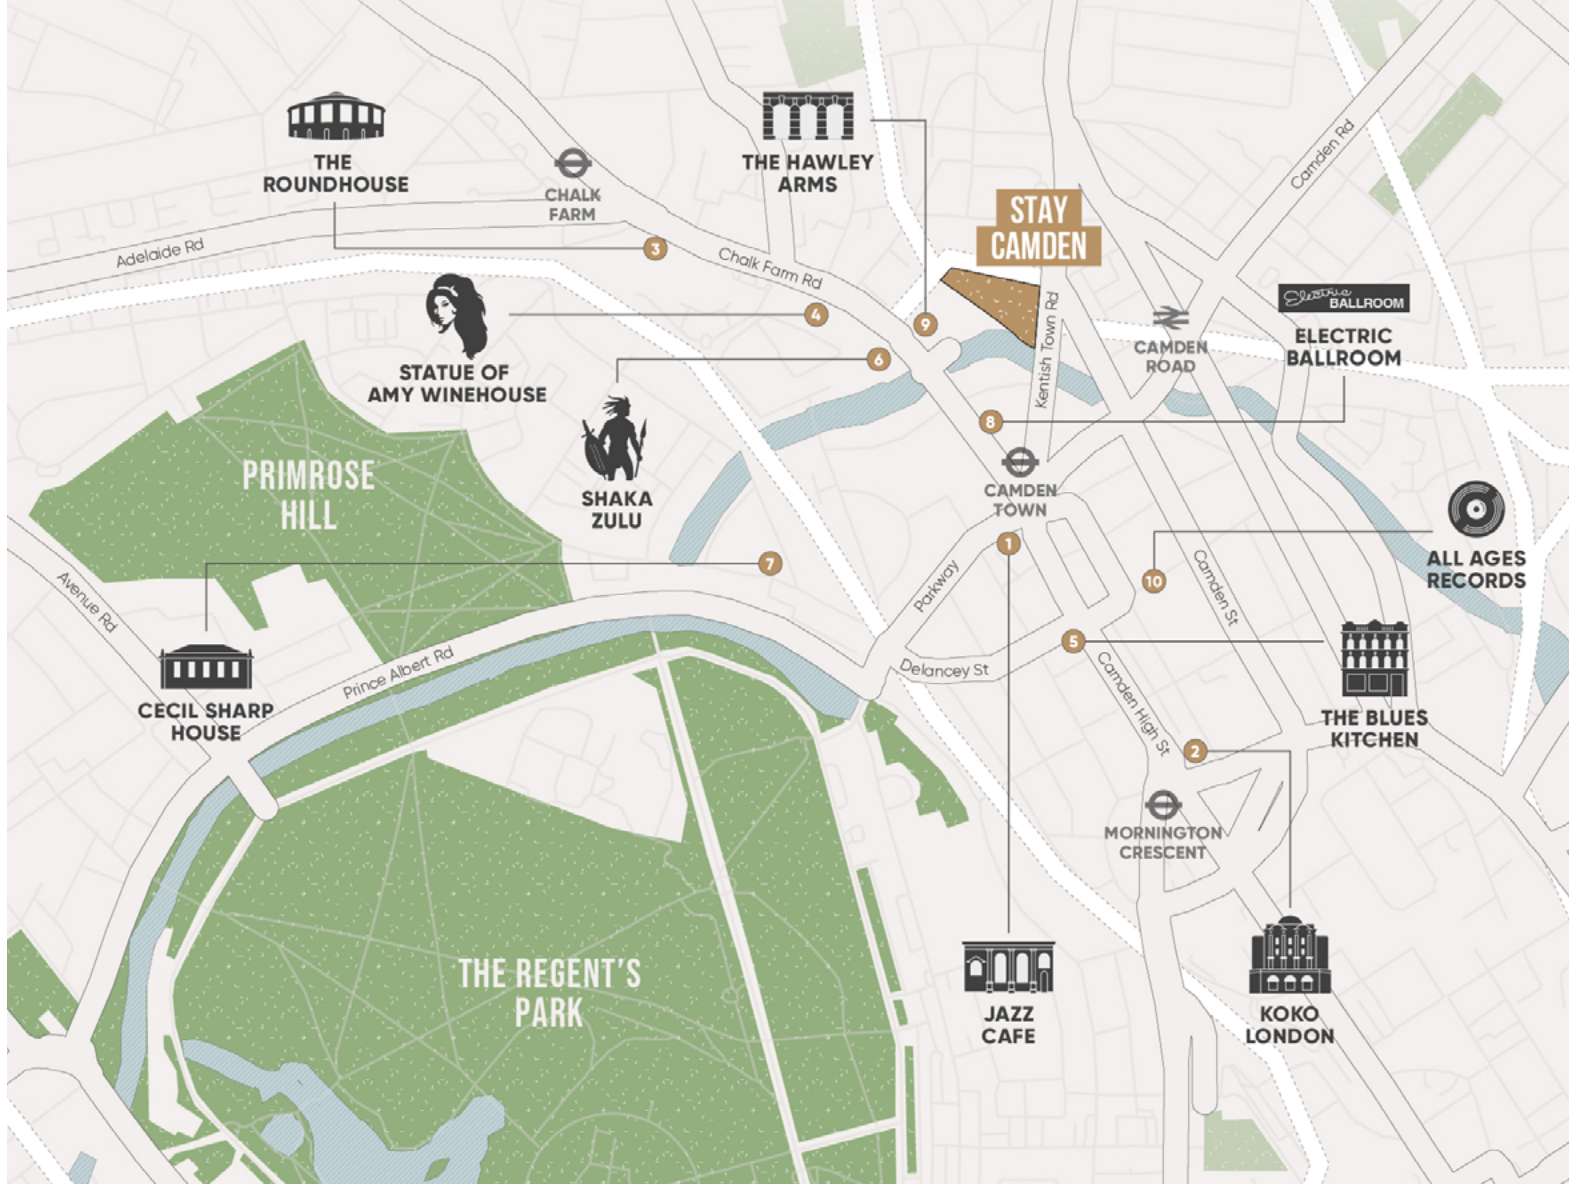 THE
ROUNDHOUSE
CHALK
FARM
THE HAWLEY
ARMS
STAY
CAMDEN
Camden Rd
Adelaide Rd
3
Chalk Farm Rd
4
9
6
Kentish Town Rd
CAMDEN
ROAD
Electric
BALLROOM
ELECTRIC
BALLROOM
STATUE OF
AMY WINEHOUSE
8
PRIMROSE
HILL
SHAKA
ZULU
CAMDEN
TOWN
1
7
10
ALL AGES
RECORDS
Avenue Rd
Parkway
Camden St
5
Prince Albert Rd
Delancey St
Camden High St
CECIL SHARP
HOUSE
THE BLUES
KITCHEN
2
MORNINGTON
CRESCENT
THE REGENT'S
PARK
JAZZ
CAFE
KOKO
LONDON